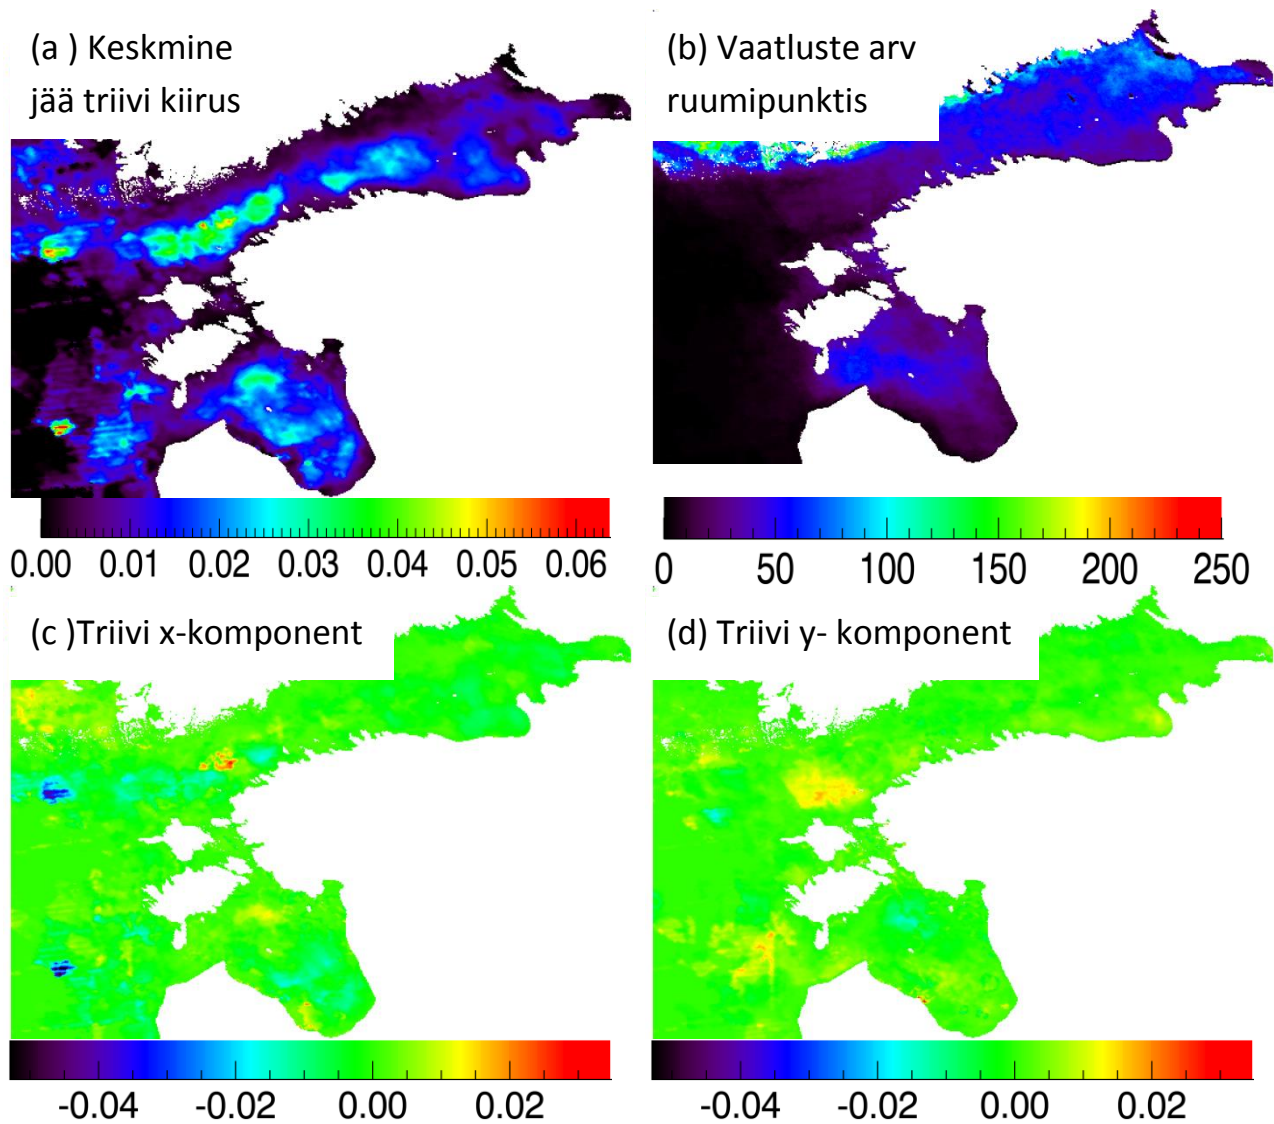 (a ) Keskmine
jää triivi kiirus
(b) Vaatluste arv
ruumipunktis
0.00 0.01 0.02 0.03 0.04 0.05 0.06
0 50 100 150 200 250
(c )Triivi x-komponent
(d) Triivi y- komponent
-0.04 -0.02 0.00 0.02
-0.04 -0.02 0.00 0.02